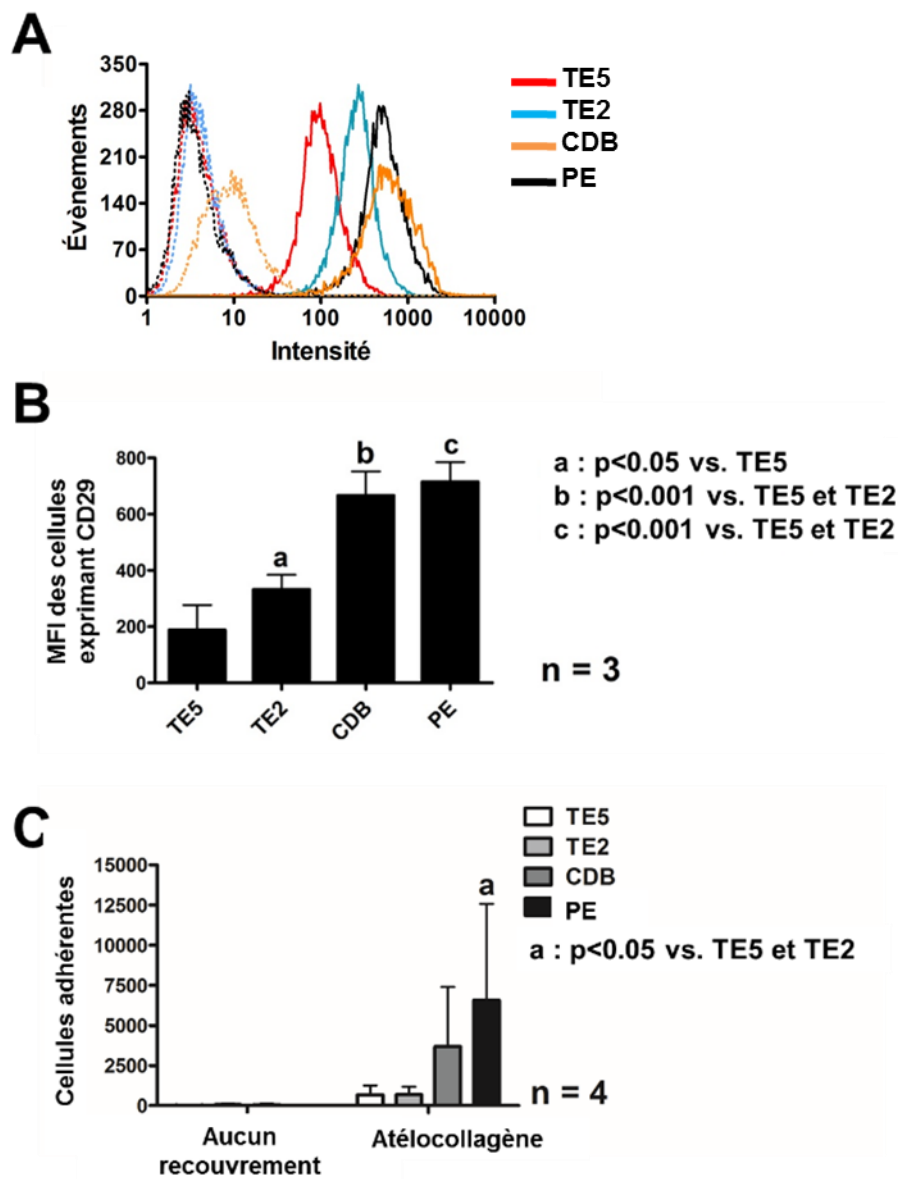 A
350
280
210
140
70
0
Évènements
1 10 100 1000 10000
Intensité
TE5
TE2
CDB
PE
B
800
600
400
200
0
MFI des cellules
exprimant CD29
a
b
c
TE5 TE2 CDB PE
a : p<0.05 vs. TE5
b : p<0.001 vs. TE5 et TE2
c : p<0.001 vs. TE5 et TE2
n = 3
C
15000
12500
10000
7500
5000
2500
0
Cellules adhérentes
a
Aucun
recouvrement
Atélocollagène
TE5
TE2
CDB
PE
a : p<0.05 vs. TE5 et TE2
n = 4